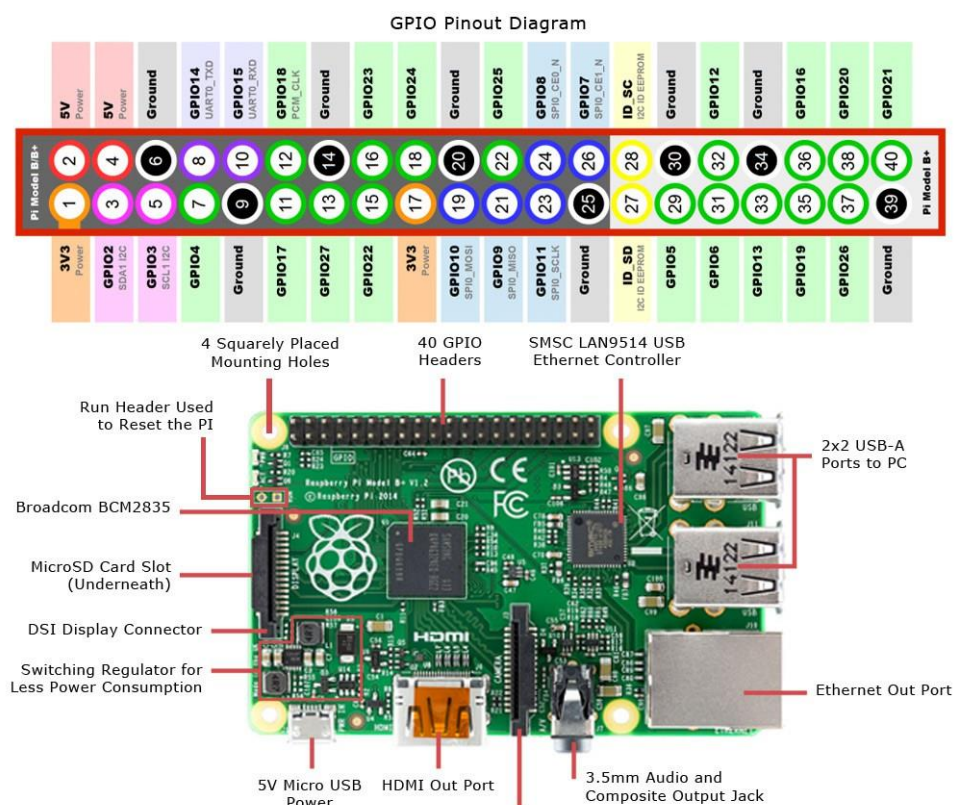 GPIO Pinout Diagram
5V Power
5V Power
Ground
GPIO14 UART0_TXD
GPIO15 UART0_RXD
GPIO18 PCM_CLK
Ground
GPIO23
GPIO24
Ground
GPIO25
GPIO8 SPI0_CE0_N
GPIO7 SPI0_CE1_N
ID_SC I2C ID EEPROM
Ground
GPIO12
Ground
GPIO16
GPIO20
GPIO21
Pi Model B/B+
2 4 6 8 10 12 14 16 18 20 22 24 26 28 30 32 34 36 38 40
1 3 5 7 9 11 13 15 17 19 21 23 25 27 29 31 33 35 37 39
Pi Model B+
3V3 Power
GPIO2 SDA1 I2C
GPIO3 SCL1 I2C
GPIO4
Ground
GPIO17
GPIO27
GPIO22
3V3 Power
GPIO10 SPI0_MOSI
GPIO9 SPI0_MISO
GPIO11 SPI0_SCLK
Ground
ID_SD I2C ID EEPROM
GPIO5
GPIO6
GPIO13
GPIO19
GPIO26
Ground
4 Squarely Placed
Mounting Holes
40 GPIO
Headers
SMSC LAN9514 USB
Ethernet Controller
Run Header Used
to Reset the PI
2x2 USB-A
Ports to PC
Broadcom BCM2835
MicroSD Card Slot
(Underneath)
DSI Display Connector
Switching Regulator for
Less Power Consumption
Ethernet Out Port
5V Micro USB
Power
HDMI Out Port
3.5mm Audio and
Composite Output Jack
GPIO
Raspberry Pi Model B+ V1.2
© Raspberry Pi 2014
Pb
CE
FC
DISPLAY
HDMI
CAMERA
USB
USB
14122
14122